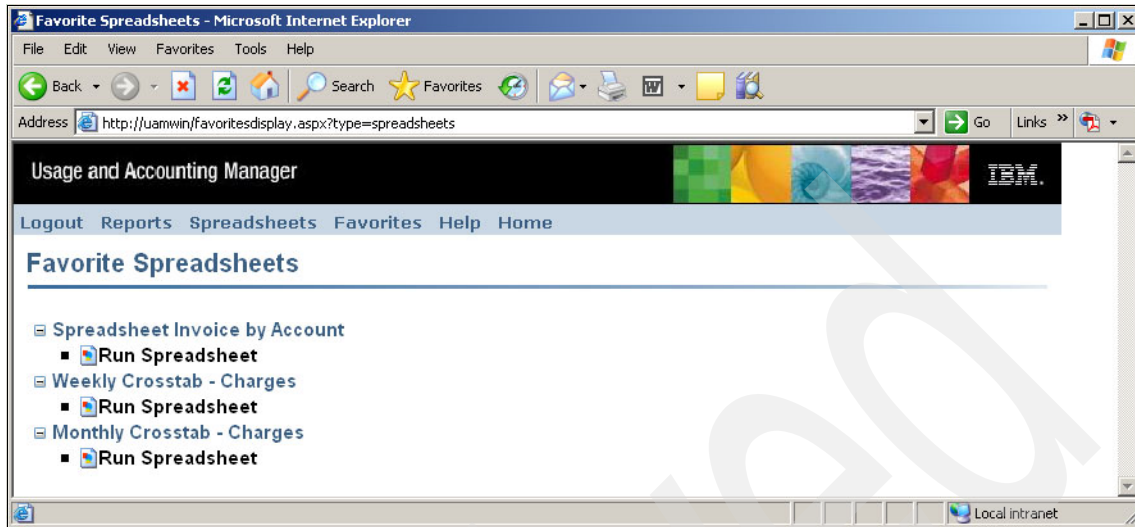 Favorite Spreadsheets - Microsoft Internet Explorer
File Edit View Favorites Tools Help
Back Search Favorites
Address http://uamwin/favoritesdisplay.aspx?type=spreadsheets Go Links »
Usage and Accounting Manager IBM.
Logout Reports Spreadsheets Favorites Help Home
Favorite Spreadsheets
Spreadsheet Invoice by Account
Run Spreadsheet
Weekly Crosstab - Charges
Run Spreadsheet
Monthly Crosstab - Charges
Run Spreadsheet
Local intranet